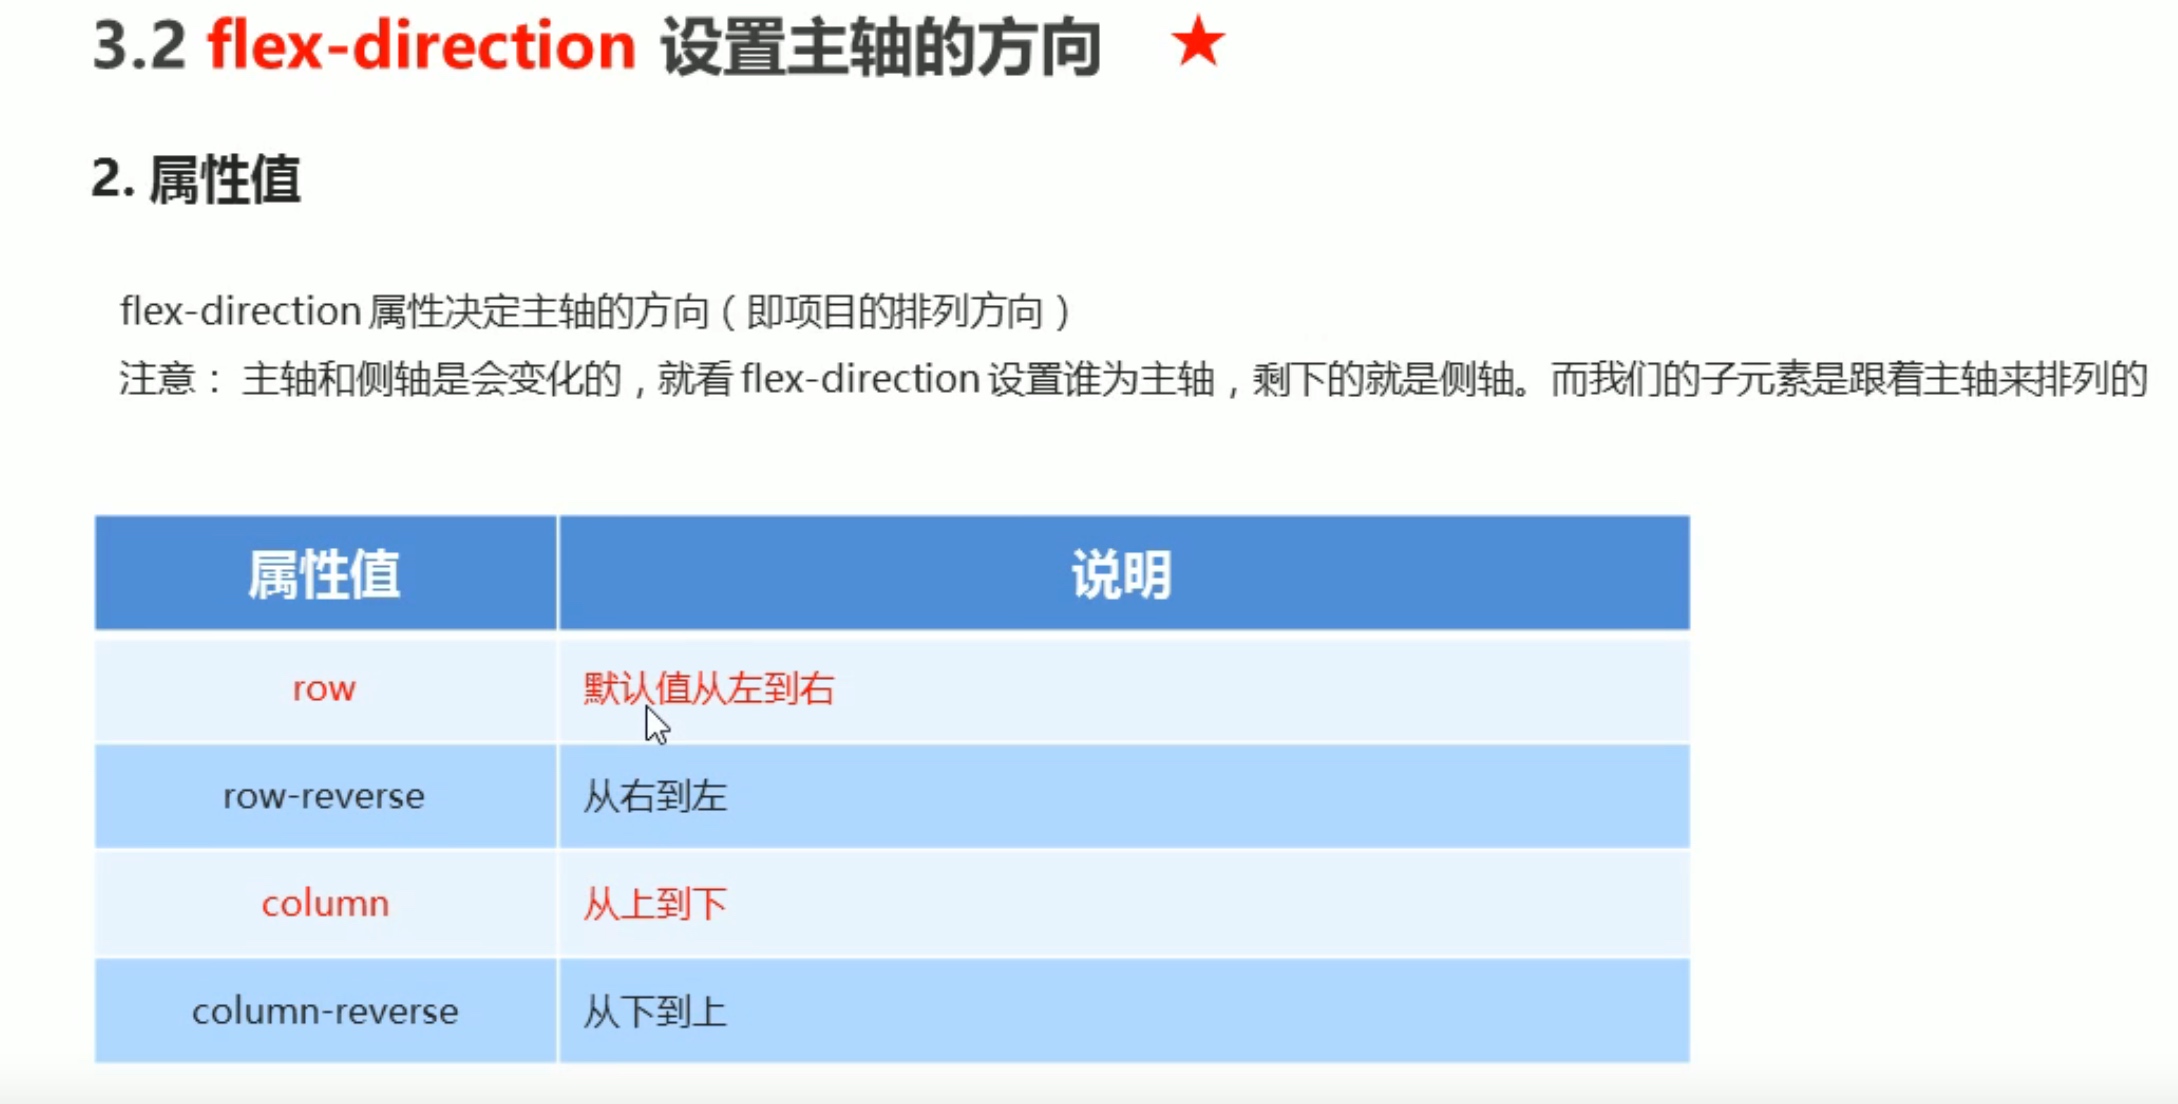 3.2 flex-direction 设置主轴的方向 ★
2. 属性值
flex-direction 属性决定主轴的方向（即项目的排列方向）
注意： 主轴和侧轴是会变化的，就看 flex-direction 设置谁为主轴，剩下的就是侧轴。而我们的子元素是跟着主轴来排列的
属性值 说明
row 默认值从左到右
row-reverse 从右到左
column 从上到下
column-reverse 从下到上